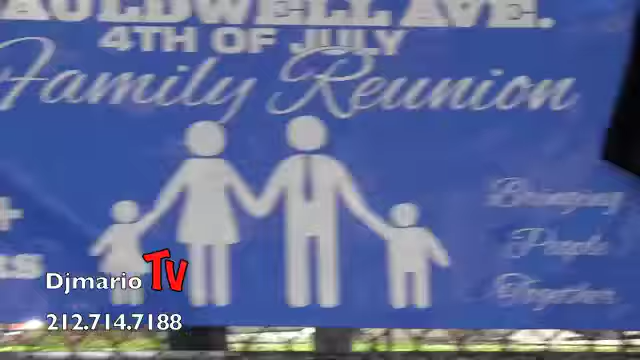 AULDWELL AVE.
4TH OF JULY
Family Reunion
Bringing
People
Together
Djmario TV
212.714.7188